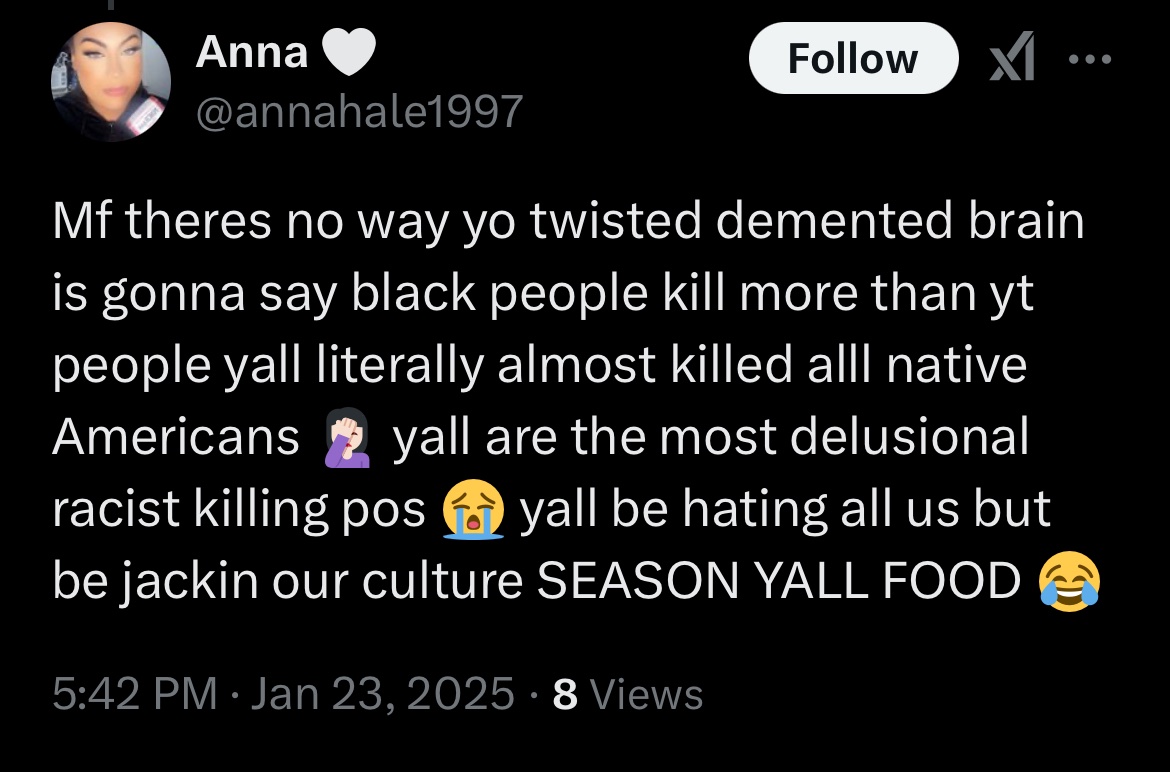 Anna 🤍
Follow
@annahale1997
Mf theres no way yo twisted demented brain
is gonna say black people kill more than yt
people yall literally almost killed alll native
Americans 🤦🏻‍♀️ yall are the most delusional
racist killing pos 😭 yall be hating all us but
be jackin our culture SEASON YALL FOOD 😂
5:42 PM · Jan 23, 2025 · 8 Views